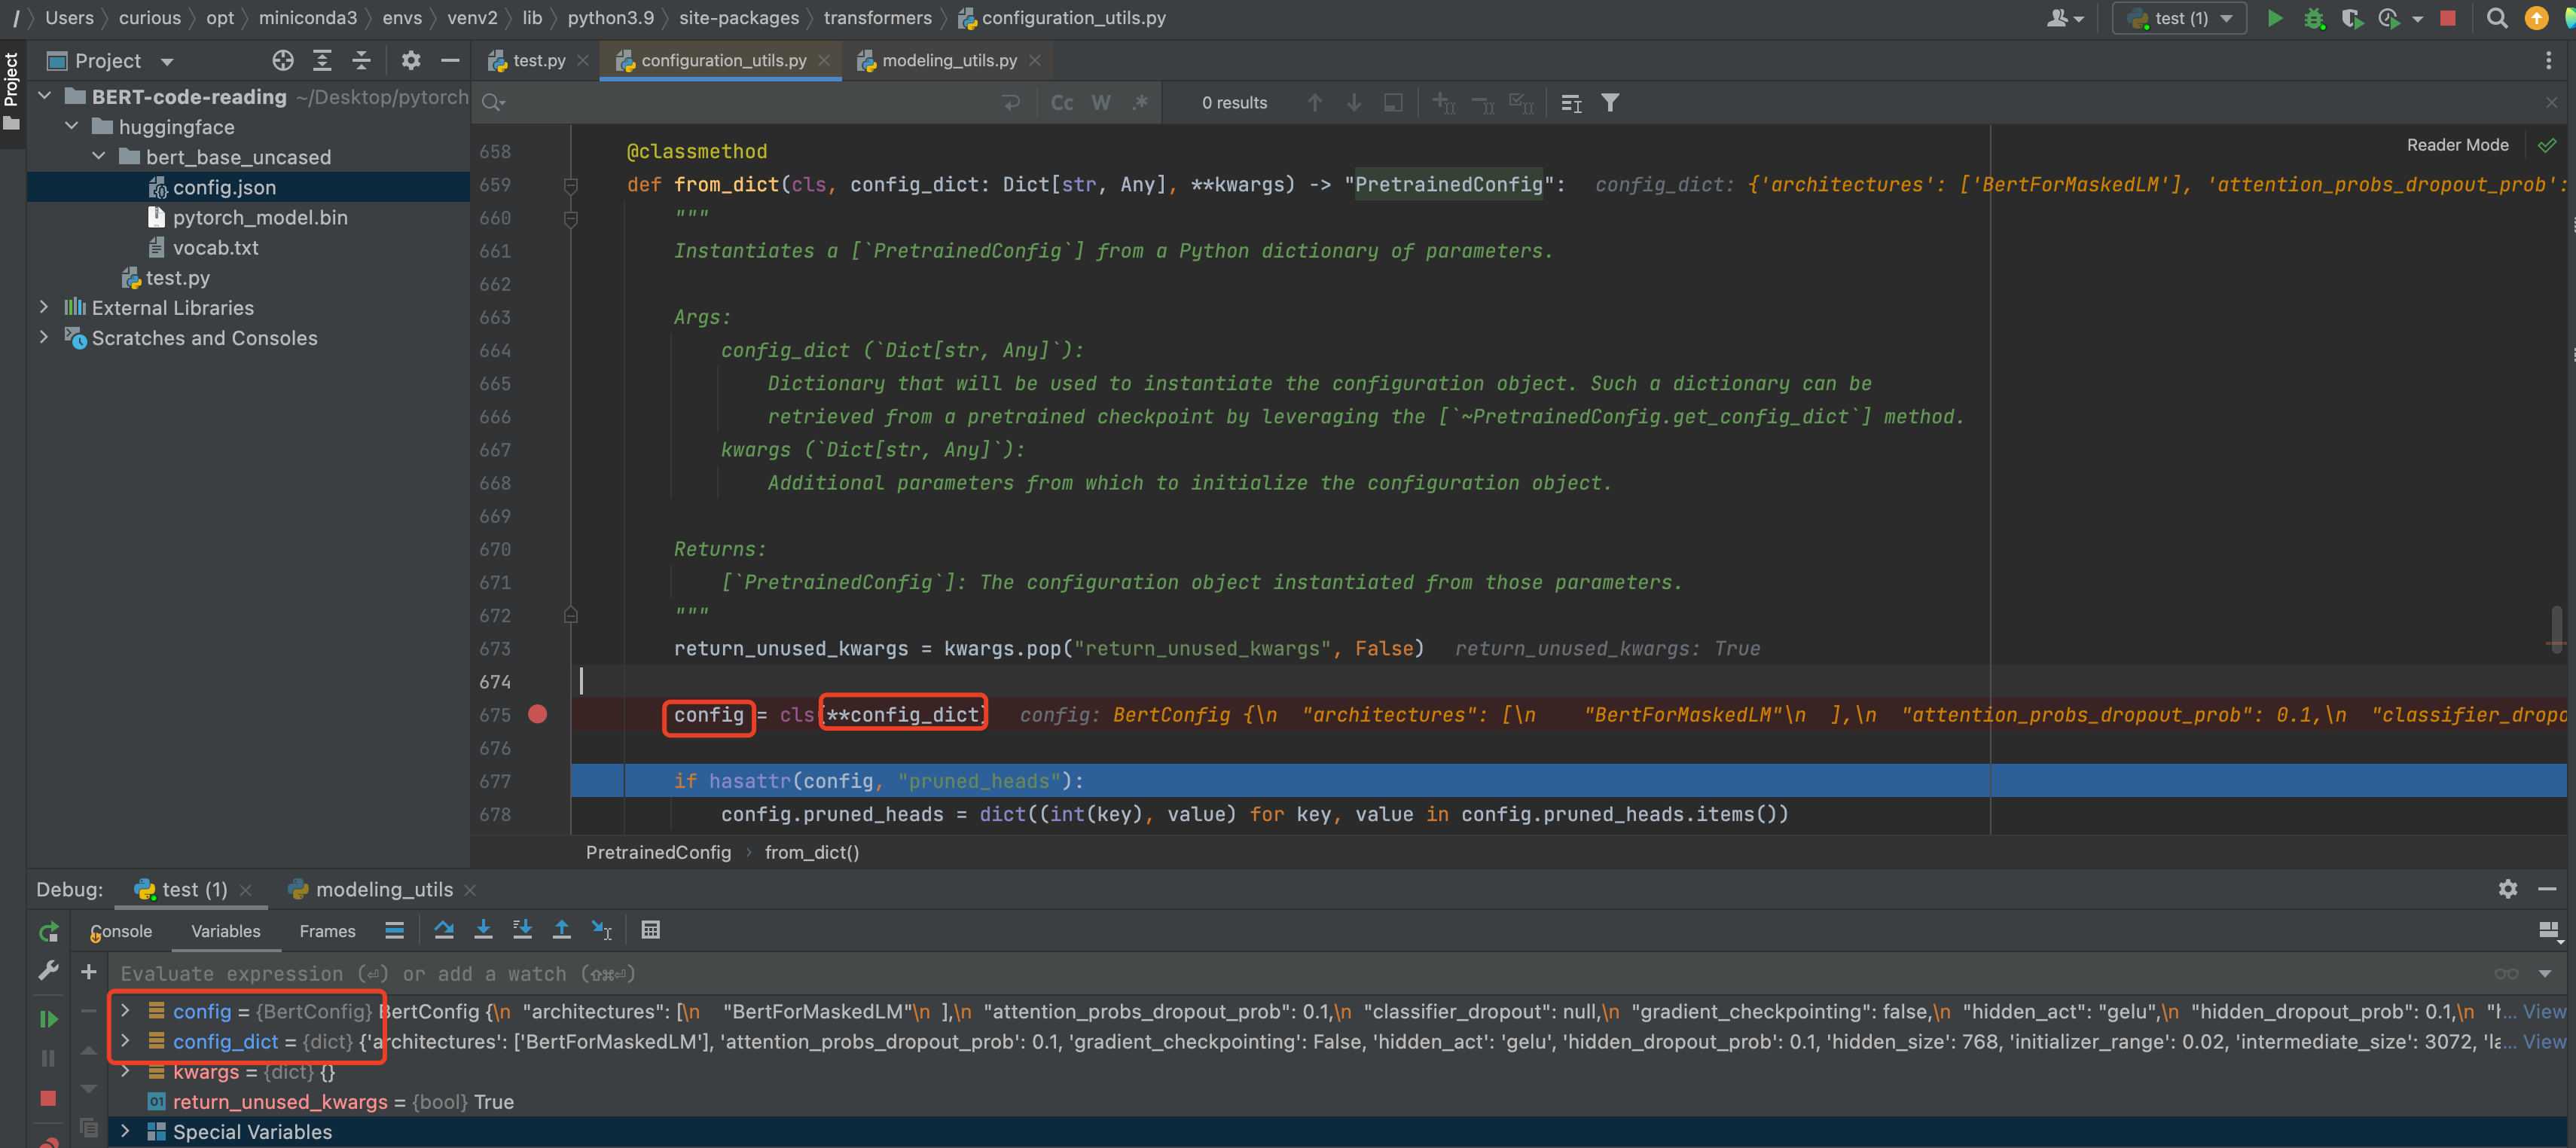 / Users curious opt miniconda3 envs venv2 lib python3.9 site-packages transformers configuration_utils.py test (1)
Project
Project test.py configuration_utils.py modeling_utils.py
BERT-code-reading ~/Desktop/pytorch
Cc W .* 0 results
huggingface
bert_base_uncased
config.json
pytorch_model.bin
vocab.txt
test.py
External Libraries
Scratches and Consoles
Reader Mode
658 @classmethod
659 def from_dict(cls, config_dict: Dict[str, Any], **kwargs) -> "PretrainedConfig": config_dict: {'architectures': ['BertForMaskedLM'], 'attention_probs_dropout_prob':
660 """
661 Instantiates a [`PretrainedConfig`] from a Python dictionary of parameters.
662
663 Args:
664 config_dict (`Dict[str, Any]`):
665 Dictionary that will be used to instantiate the configuration object. Such a dictionary can be
666 retrieved from a pretrained checkpoint by leveraging the [`~PretrainedConfig.get_config_dict`] method.
667 kwargs (`Dict[str, Any]`):
668 Additional parameters from which to initialize the configuration object.
669
670 Returns:
671 [`PretrainedConfig`]: The configuration object instantiated from those parameters.
672 """
673 return_unused_kwargs = kwargs.pop("return_unused_kwargs", False) return_unused_kwargs: True
674
675 config = cls(**config_dict) config: BertConfig {\n "architectures": [\n "BertForMaskedLM"\n ],\n "attention_probs_dropout_prob": 0.1,\n "classifier_dropo
676
677 if hasattr(config, "pruned_heads"):
678 config.pruned_heads = dict((int(key), value) for key, value in config.pruned_heads.items())
PretrainedConfig › from_dict()
Debug: test (1) modeling_utils
Console Variables Frames
Evaluate expression (⏎) or add a watch (⇧⌘⏎)
config = {BertConfig} BertConfig {\n "architectures": [\n "BertForMaskedLM"\n ],\n "attention_probs_dropout_prob": 0.1,\n "classifier_dropout": null,\n "gradient_checkpointing": false,\n "hidden_act": "gelu",\n "hidden_dropout_prob": 0.1,\n "h... View
config_dict = {dict} {'architectures': ['BertForMaskedLM'], 'attention_probs_dropout_prob': 0.1, 'gradient_checkpointing': False, 'hidden_act': 'gelu', 'hidden_dropout_prob': 0.1, 'hidden_size': 768, 'initializer_range': 0.02, 'intermediate_size': 3072, 'la... View
kwargs = {dict} {}
01 return_unused_kwargs = {bool} True
Special Variables